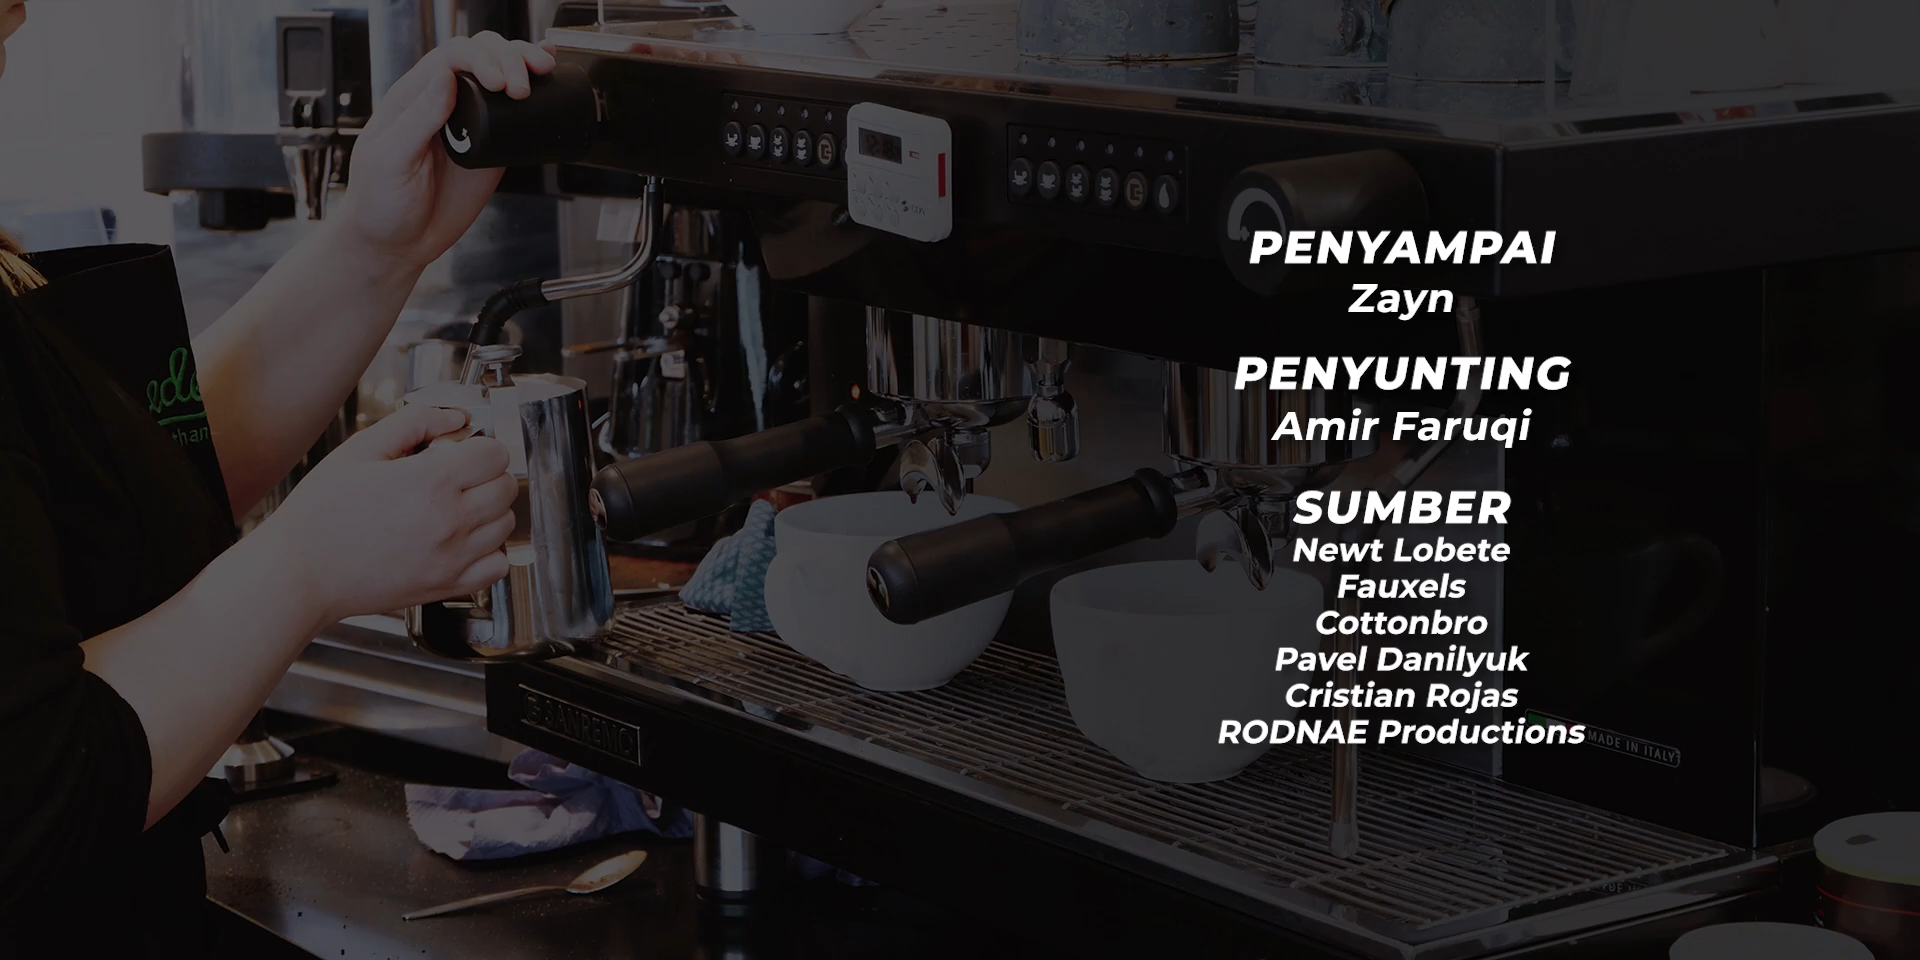 PENYAMPAI
Zayn
PENYUNTING
Amir Faruqi
SUMBER
Newt Lobete
Fauxels
Cottonbro
Pavel Danilyuk
Cristian Rojas
RODNAE Productions
SANREMO
MADE IN ITALY